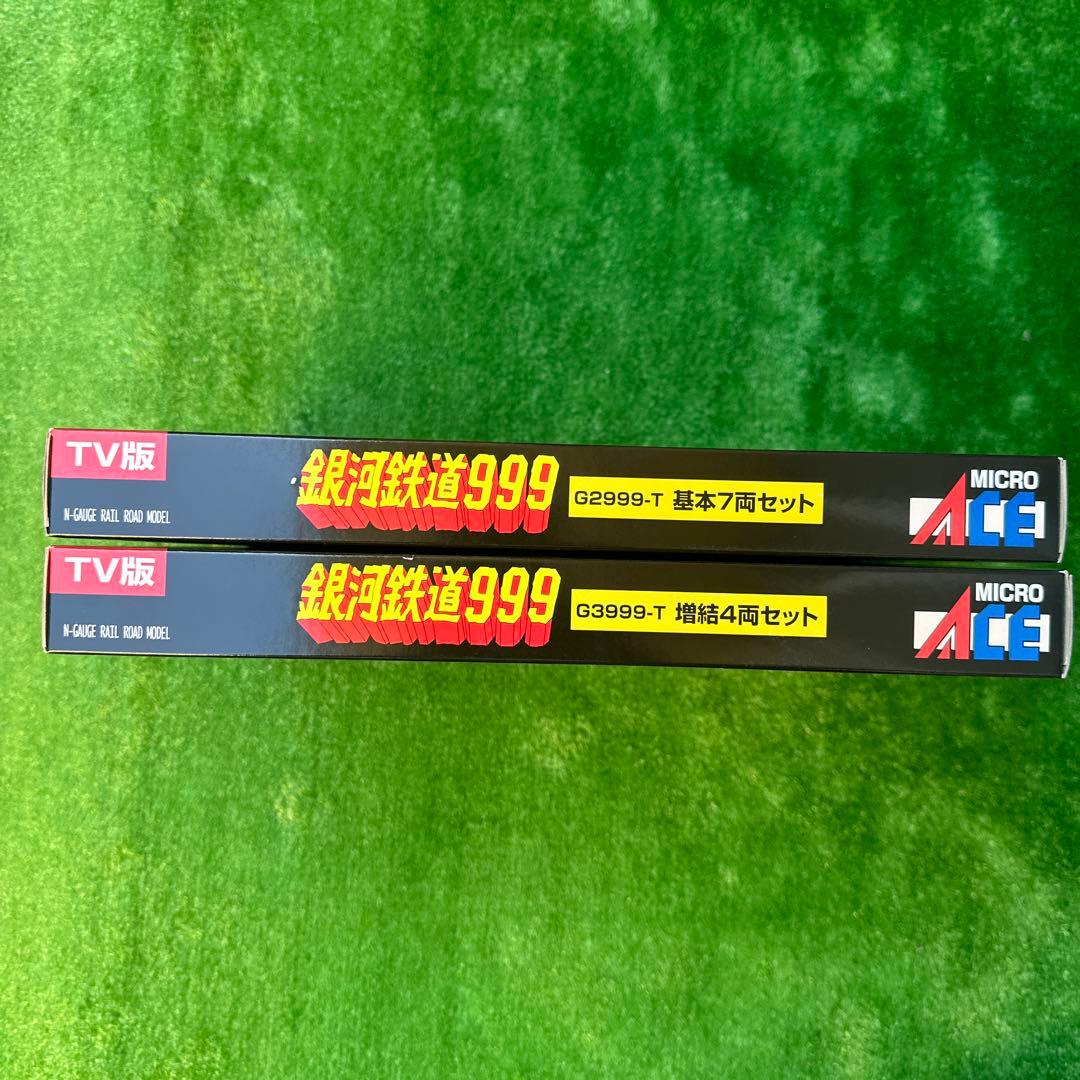 TV版
N-GAUGE RAIL ROAD MODEL
銀河鉄道999
G2999-T 基本7両セット
MICRO
ACE
TV版
N-GAUGE RAIL ROAD MODEL
銀河鉄道999
G3999-T 増結4両セット
MICRO
ACE